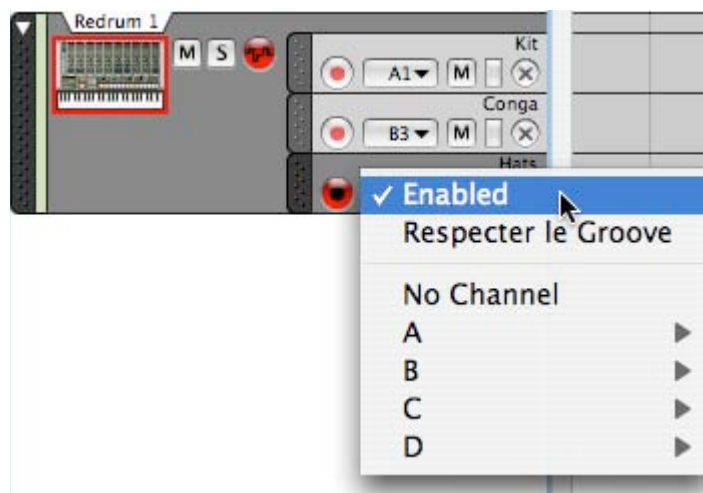 Redrum 1
M S
Kit
A1 M
Conga
B3 M
Hats
Enabled
Respecter le Groove
No Channel
A
B
C
D